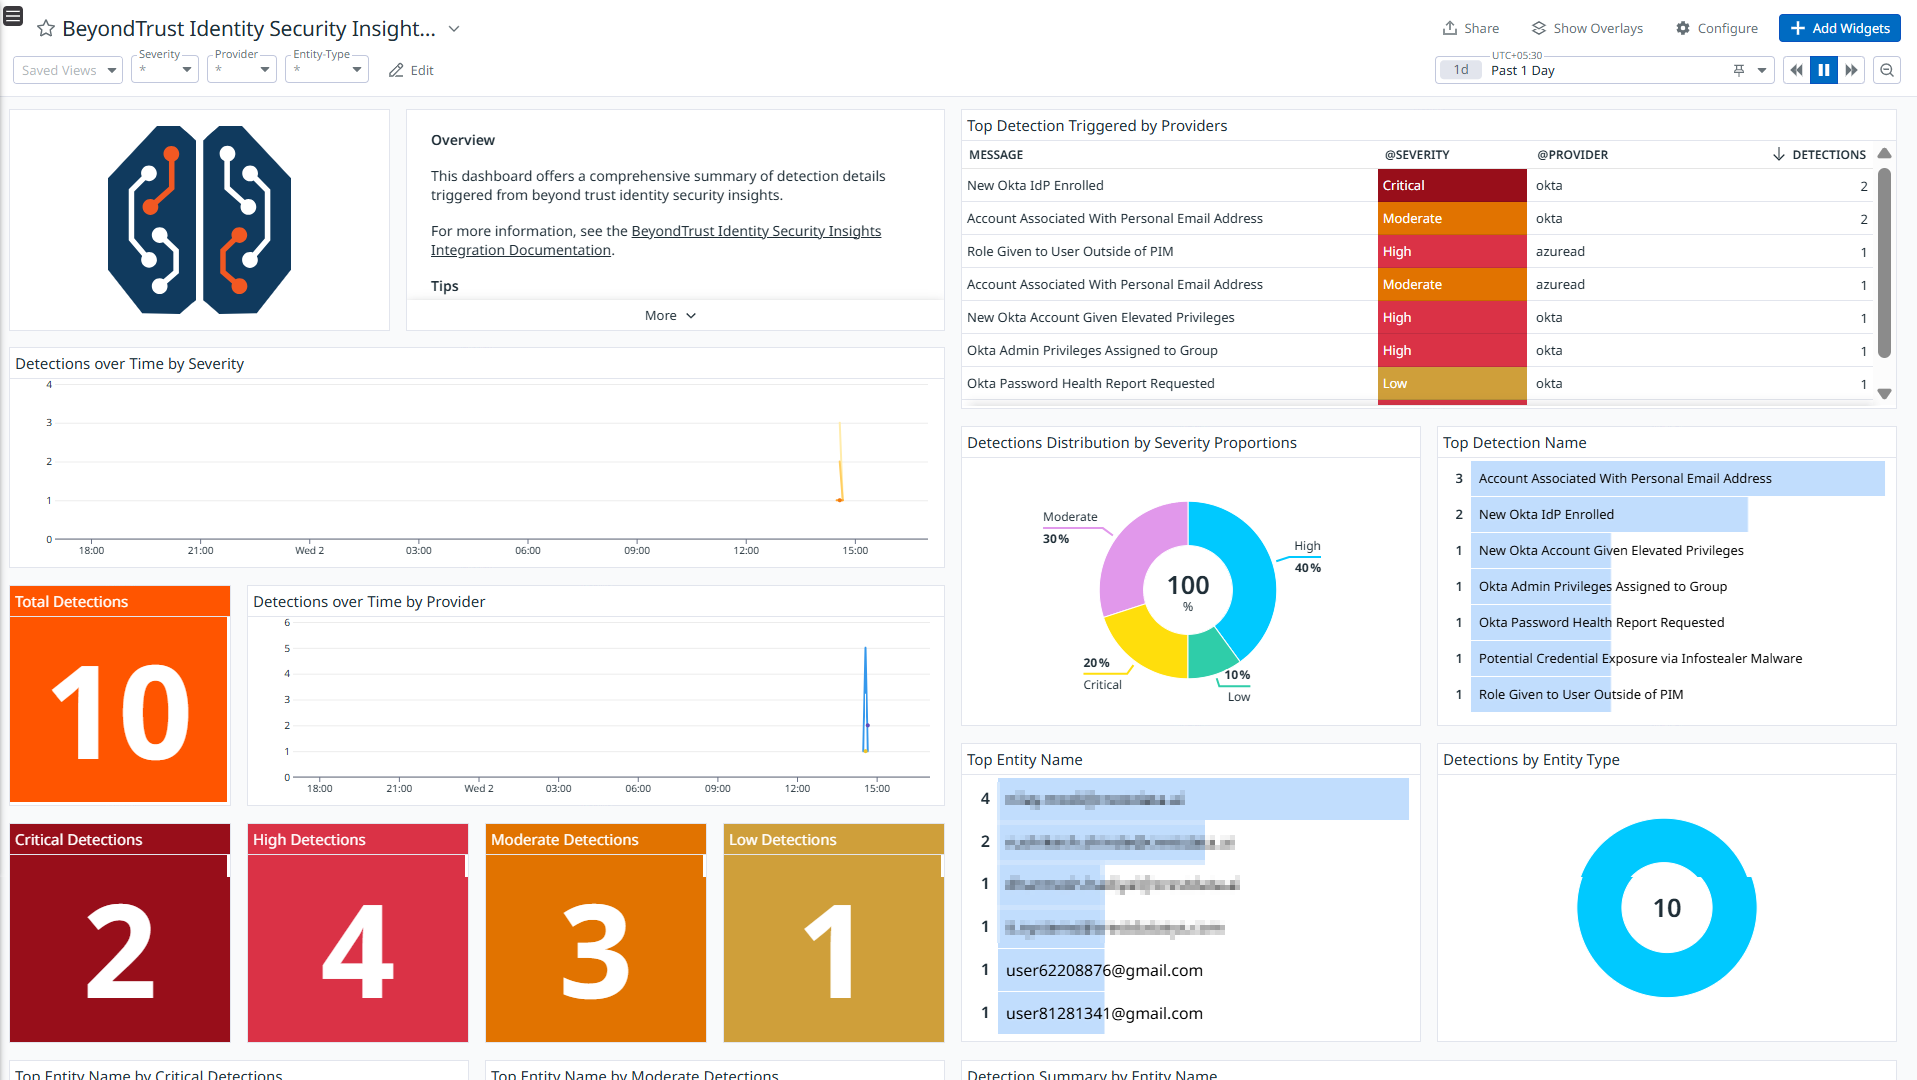 BeyondTrust Identity Security Insight...
Share
Show Overlays
Configure
Add Widgets
Saved Views
Severity
*
Provider
*
Entity-Type
*
Edit
UTC+05:30
1d
Past 1 Day
Overview
This dashboard offers a comprehensive summary of detection details
triggered from beyond trust identity security insights.
For more information, see the BeyondTrust Identity Security Insights
Integration Documentation.
Tips
More
Top Detection Triggered by Providers
MESSAGE @SEVERITY @PROVIDER DETECTIONS
New Okta IdP Enrolled Critical okta 2
Account Associated With Personal Email Address Moderate okta 2
Role Given to User Outside of PIM High azuread 1
Account Associated With Personal Email Address Moderate azuread 1
New Okta Account Given Elevated Privileges High okta 1
Okta Admin Privileges Assigned to Group High okta 1
Okta Password Health Report Requested Low okta 1
Detections over Time by Severity
4
3
2
1
0
18:00 21:00 Wed 2 03:00 06:00 09:00 12:00 15:00
Detections Distribution by Severity Proportions
Moderate
30%
High
40%
100
%
20%
Critical
10%
Low
Top Detection Name
3 Account Associated With Personal Email Address
2 New Okta IdP Enrolled
1 New Okta Account Given Elevated Privileges
1 Okta Admin Privileges Assigned to Group
1 Okta Password Health Report Requested
1 Potential Credential Exposure via Infostealer Malware
1 Role Given to User Outside of PIM
Total Detections
10
Detections over Time by Provider
6
5
4
3
2
1
0
18:00 21:00 Wed 2 03:00 06:00 09:00 12:00 15:00
Top Entity Name
4
2
1
1
1 user62208876@gmail.com
1 user81281341@gmail.com
Detections by Entity Type
10
Critical Detections
2
High Detections
4
Moderate Detections
3
Low Detections
1
Top Entity Name by Critical Detections
Top Entity Name by Moderate Detections
Detection Summary by Entity Name